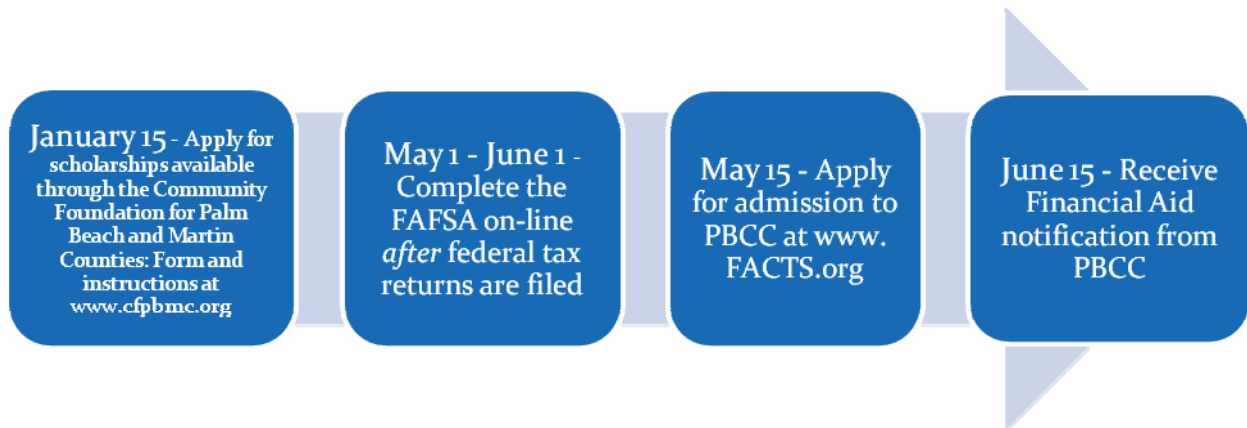 January 15 - Apply for
scholarships available
through the Community
Foundation for Palm
Beach and Martin
Counties: Form and
instructions at
www.cfpbmc.org
May 1 - June 1 -
Complete the
FAFSA on-line
after federal tax
returns are filed
May 15 - Apply
for admission to
PBCC at www.
FACTS.org
June 15 - Receive
Financial Aid
notification from
PBCC